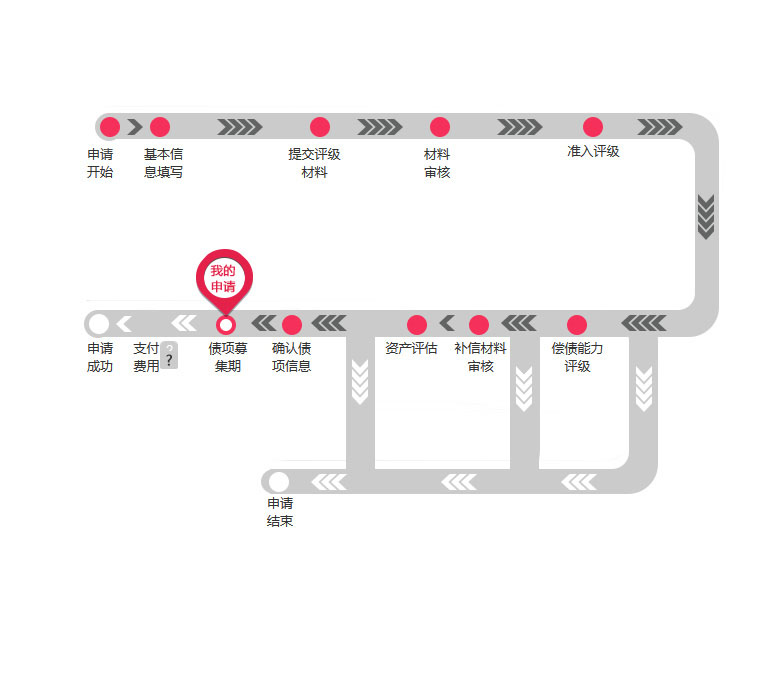 申请
开始
基本信
息填写
提交评级
材料
材料
审核
准入评级
我的
申请
申请
成功
支付
费用
?
?
债项募
集期
确认债
项信息
资产评估
补信材料
审核
偿债能力
评级
申请
结束